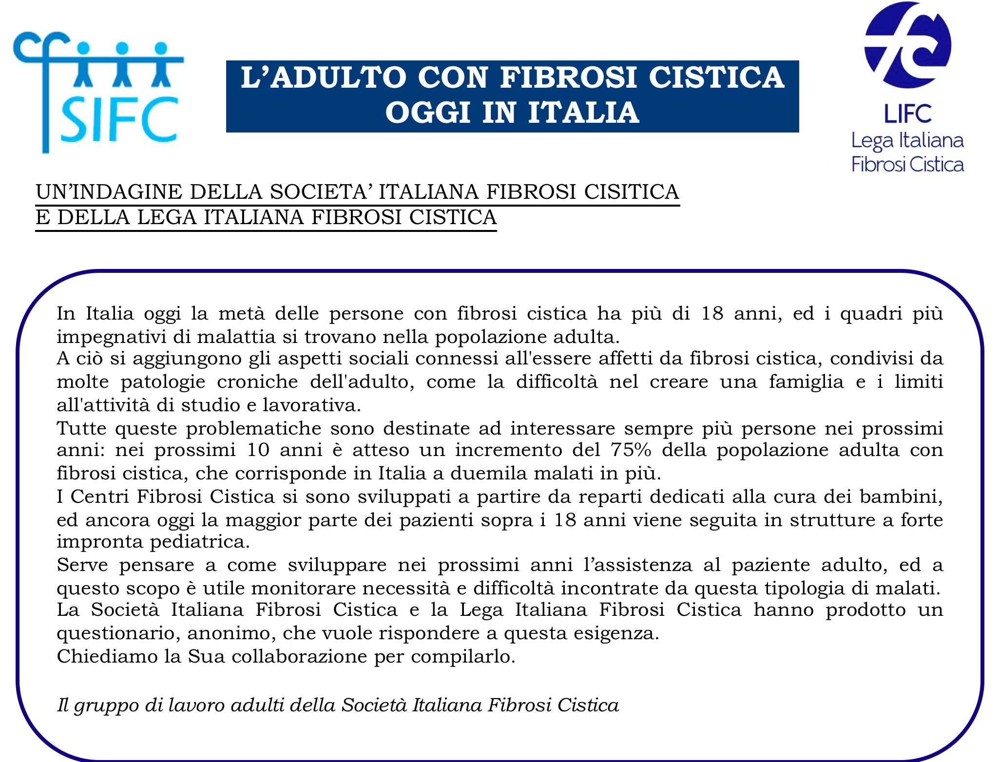 SIFC
L’ADULTO CON FIBROSI CISTICA
OGGI IN ITALIA
LIFC
Lega Italiana
Fibrosi Cistica
UN’INDAGINE DELLA SOCIETA’ ITALIANA FIBROSI CISITICA
E DELLA LEGA ITALIANA FIBROSI CISTICA
In Italia oggi la metà delle persone con fibrosi cistica ha più di 18 anni, ed i quadri più
impegnativi di malattia si trovano nella popolazione adulta.
A ciò si aggiungono gli aspetti sociali connessi all'essere affetti da fibrosi cistica, condivisi da
molte patologie croniche dell'adulto, come la difficoltà nel creare una famiglia e i limiti
all'attività di studio e lavorativa.
Tutte queste problematiche sono destinate ad interessare sempre più persone nei prossimi
anni: nei prossimi 10 anni è atteso un incremento del 75% della popolazione adulta con
fibrosi cistica, che corrisponde in Italia a duemila malati in più.
I Centri Fibrosi Cistica si sono sviluppati a partire da reparti dedicati alla cura dei bambini,
ed ancora oggi la maggior parte dei pazienti sopra i 18 anni viene seguita in strutture a forte
impronta pediatrica.
Serve pensare a come sviluppare nei prossimi anni l’assistenza al paziente adulto, ed a
questo scopo è utile monitorare necessità e difficoltà incontrate da questa tipologia di malati.
La Società Italiana Fibrosi Cistica e la Lega Italiana Fibrosi Cistica hanno prodotto un
questionario, anonimo, che vuole rispondere a questa esigenza.
Chiediamo la Sua collaborazione per compilarlo.
Il gruppo di lavoro adulti della Società Italiana Fibrosi Cistica